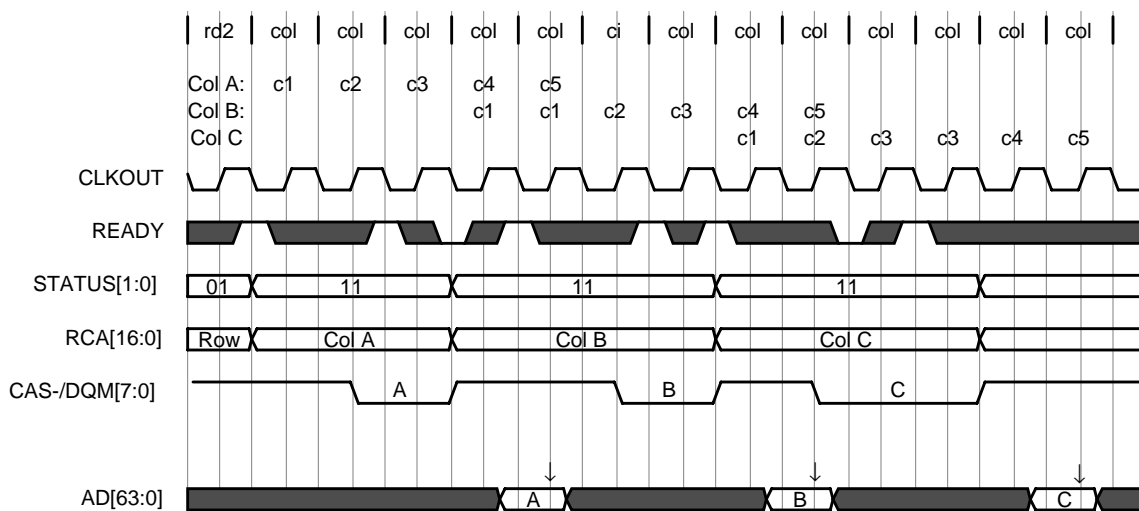 rd2 col col col col col ci col col col col col col col
Col A: c1 c2 c3 c4 c5
Col B: c1 c1 c2 c3 c4 c5
Col C c1 c2 c3 c3 c4 c5
CLKOUT
READY
STATUS[1:0] 01 11 11 11
RCA[16:0] Row Col A Col B Col C
CAS-/DQM[7:0] A B C
AD[63:0] A B C